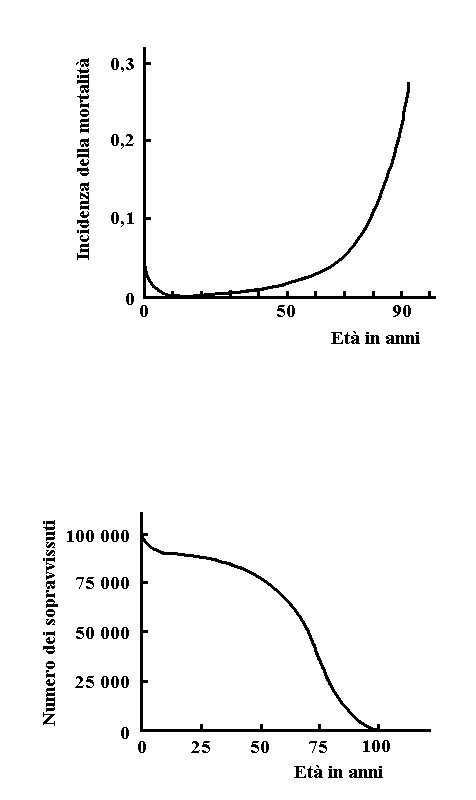 Incidenza della mortalità
0,3
0,2
0,1
0
0 50 90
Età in anni
Numero dei sopravvissuti
100 000
75 000
50 000
25 000
0
0 25 50 75 100
Età in anni